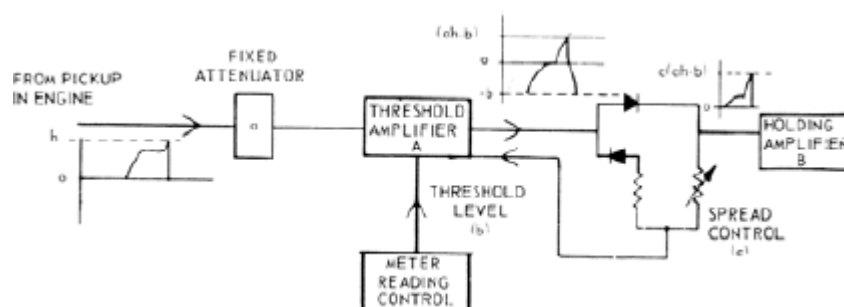 FROM PICKUP
IN ENGINE
h
o
FIXED
ATTENUATOR
a
THRESHOLD
AMPLIFIER
A
THRESHOLD
LEVEL
(b)
METER
READING
CONTROL
(ah-b)
o
-b
c(ah-b)
o
HOLDING
AMPLIFIER
B
SPREAD
CONTROL
(c)